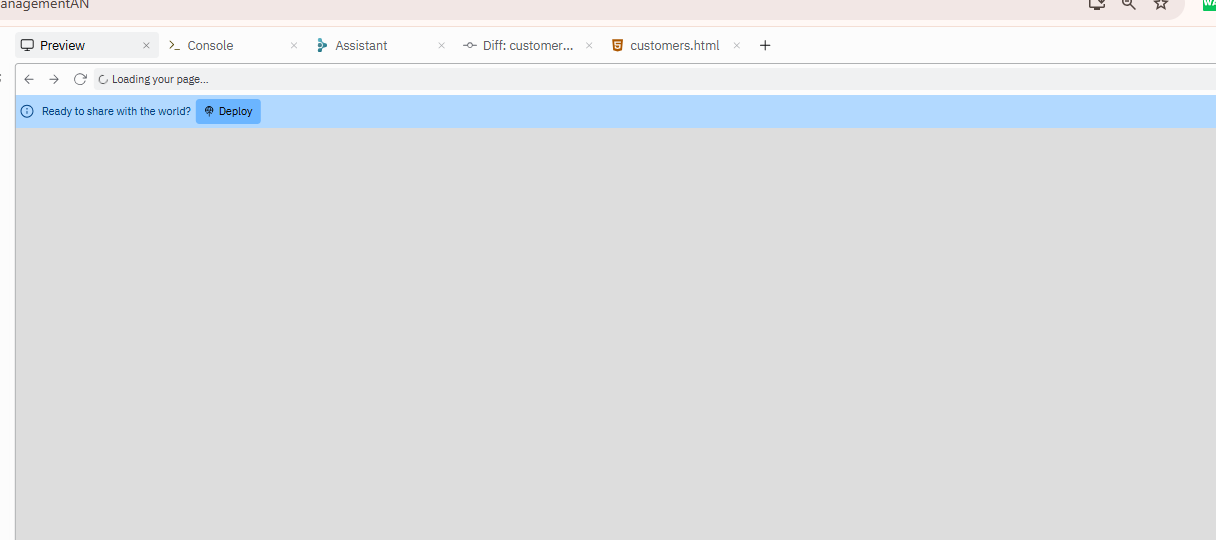 anagementAN
Preview
Console
Assistant
Diff: customer...
customers.html
Loading your page...
Ready to share with the world?
Deploy